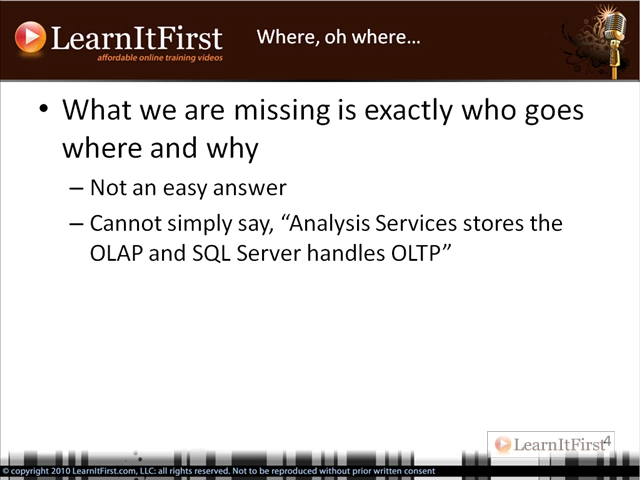 LearnItFirst
affordable online training videos
Where, oh where…
• What we are missing is exactly who goes
where and why
– Not an easy answer
– Cannot simply say, “Analysis Services stores the
OLAP and SQL Server handles OLTP”
LearnItFirst
4
© copyright 2010 LearnItFirst.com, LLC: all rights reserved. Not to be reproduced without prior written consent